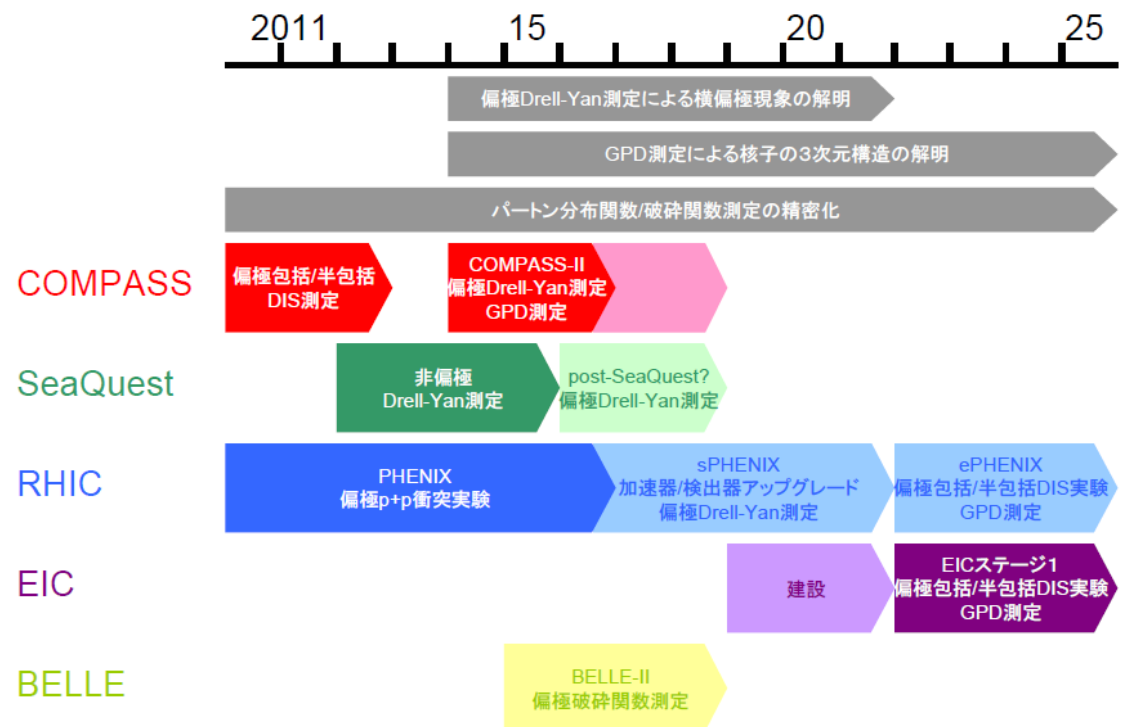 2011 15 20 25
偏極Drell-Yan測定による横偏極現象の解明
GPD測定による核子の３次元構造の解明
パートン分布関数/破砕関数測定の精密化
COMPASS
偏極包括/半包括
DIS測定
COMPASS-II
偏極Drell-Yan測定
GPD測定
SeaQuest
非偏極
Drell-Yan測定
post-SeaQuest?
偏極Drell-Yan測定
RHIC
PHENIX
偏極p+p衝突実験
sPHENIX
加速器/検出器アップグレード
偏極Drell-Yan測定
ePHENIX
偏極包括/半包括DIS実験
GPD測定
EIC
建設
EICステージ1
偏極包括/半包括DIS実験
GPD測定
BELLE
BELLE-II
偏極破砕関数測定